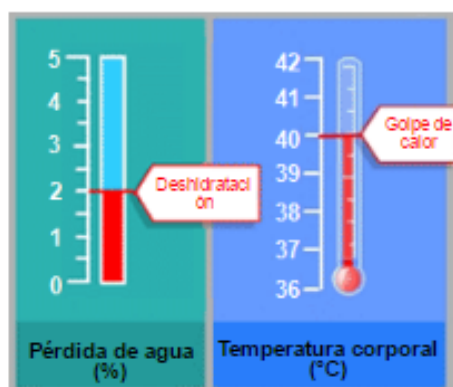 5
4
3
2
1
0
Deshidrataci
ón
Pérdida de agua
(%)
42
41
40
39
38
37
36
Golpe de
calor
Temperatura corporal
(°C)